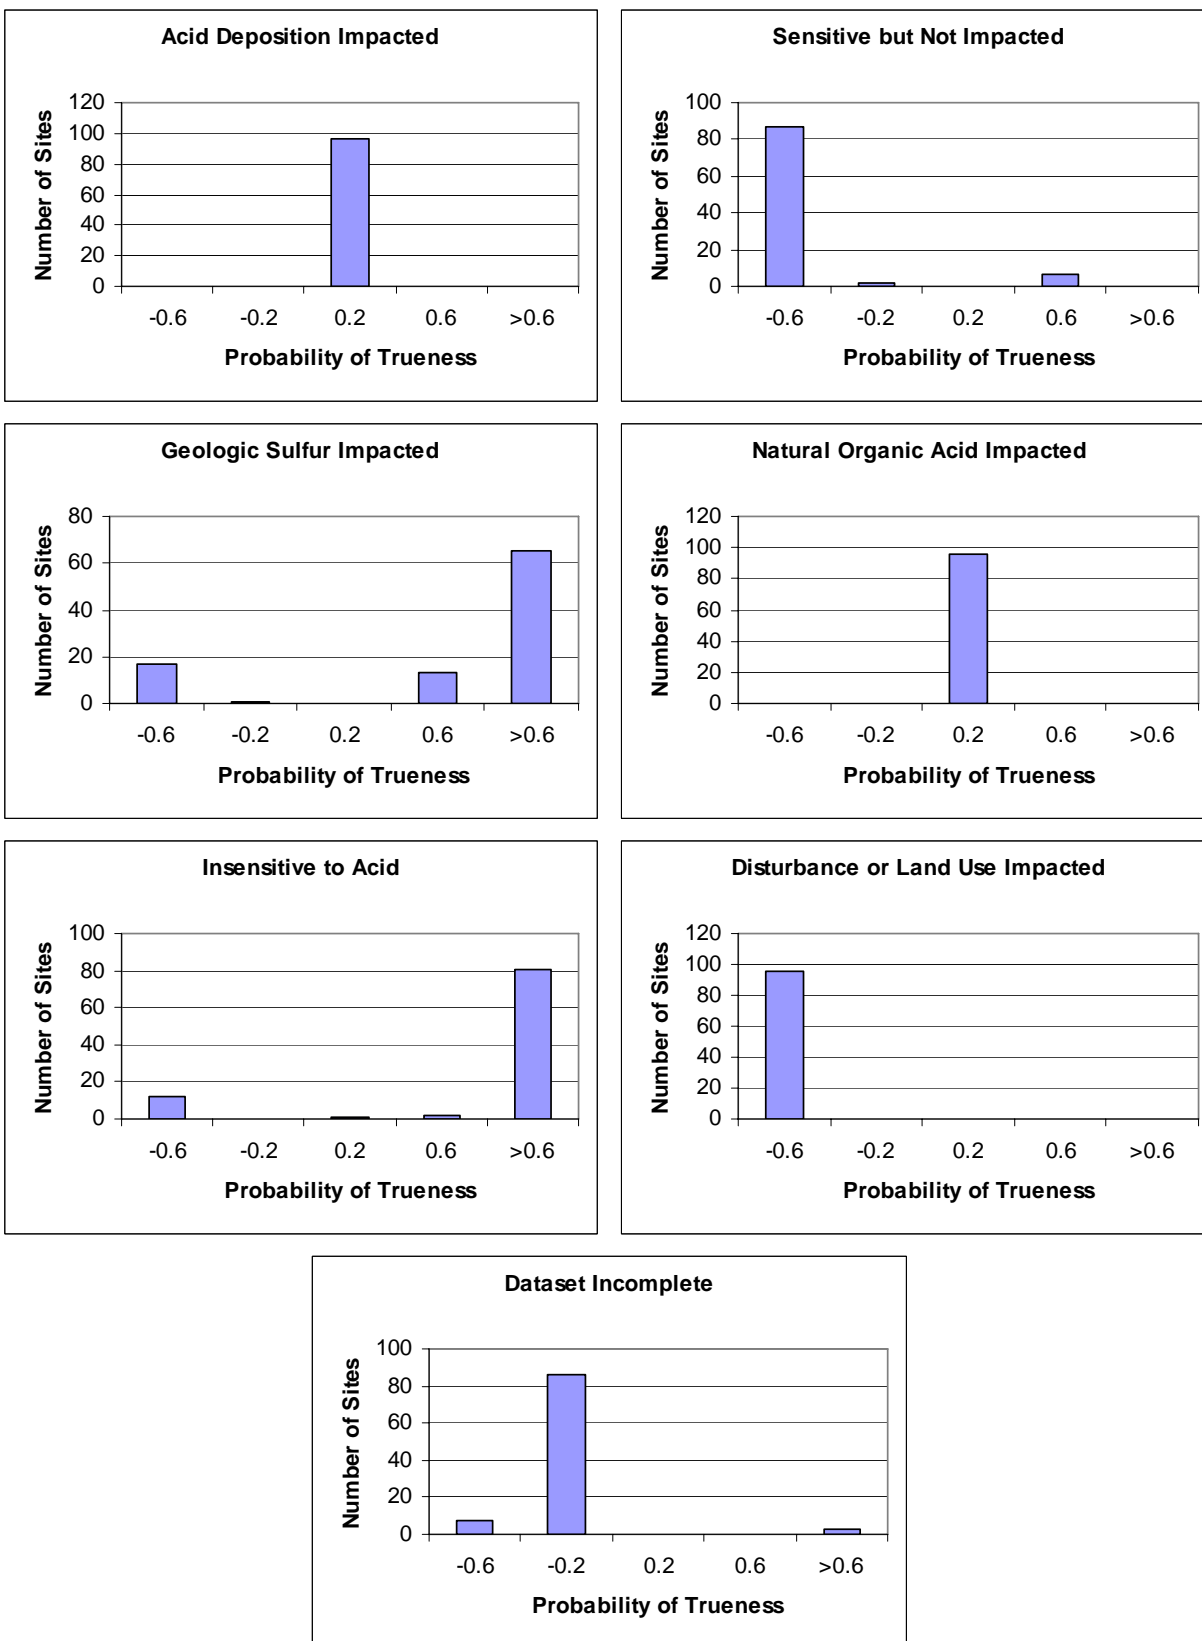 Acid Deposition Impacted
120
100
80
60
40
20
0
Number of Sites
-0.6 -0.2 0.2 0.6 >0.6
Probability of Trueness
Sensitive but Not Impacted
100
80
60
40
20
0
Number of Sites
-0.6 -0.2 0.2 0.6 >0.6
Probability of Trueness
Geologic Sulfur Impacted
80
60
40
20
0
Number of Sites
-0.6 -0.2 0.2 0.6 >0.6
Probability of Trueness
Natural Organic Acid Impacted
120
100
80
60
40
20
0
Number of Sites
-0.6 -0.2 0.2 0.6 >0.6
Probability of Trueness
Insensitive to Acid
100
80
60
40
20
0
Number of Sites
-0.6 -0.2 0.2 0.6 >0.6
Probability of Trueness
Disturbance or Land Use Impacted
120
100
80
60
40
20
0
Number of Sites
-0.6 -0.2 0.2 0.6 >0.6
Probability of Trueness
Dataset Incomplete
100
80
60
40
20
0
Number of Sites
-0.6 -0.2 0.2 0.6 >0.6
Probability of Trueness